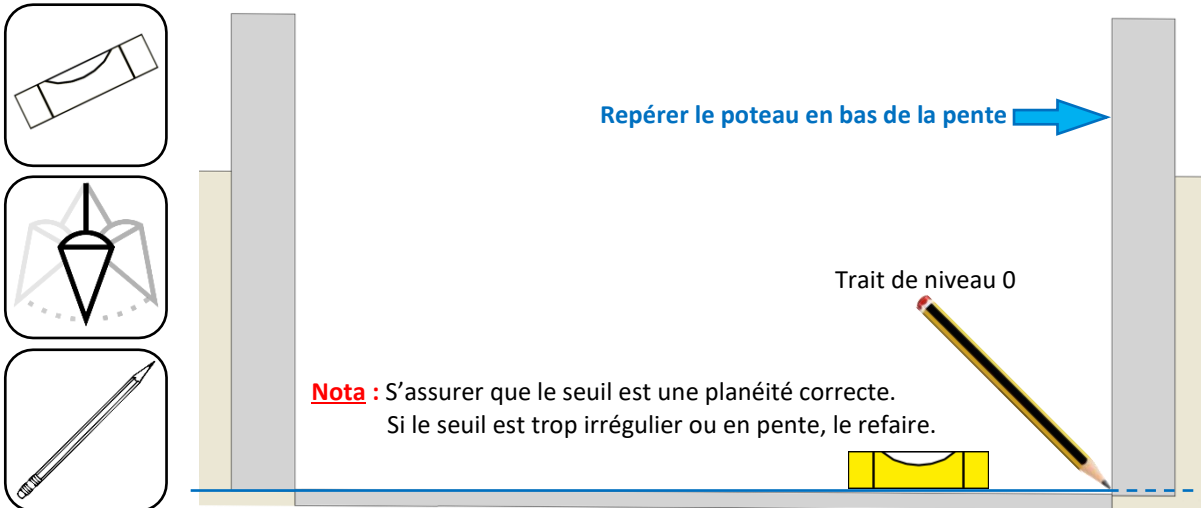 Repérer le poteau en bas de la pente
Trait de niveau 0
Nota : S’assurer que le seuil est une planéité correcte.
Si le seuil est trop irrégulier ou en pente, le refaire.